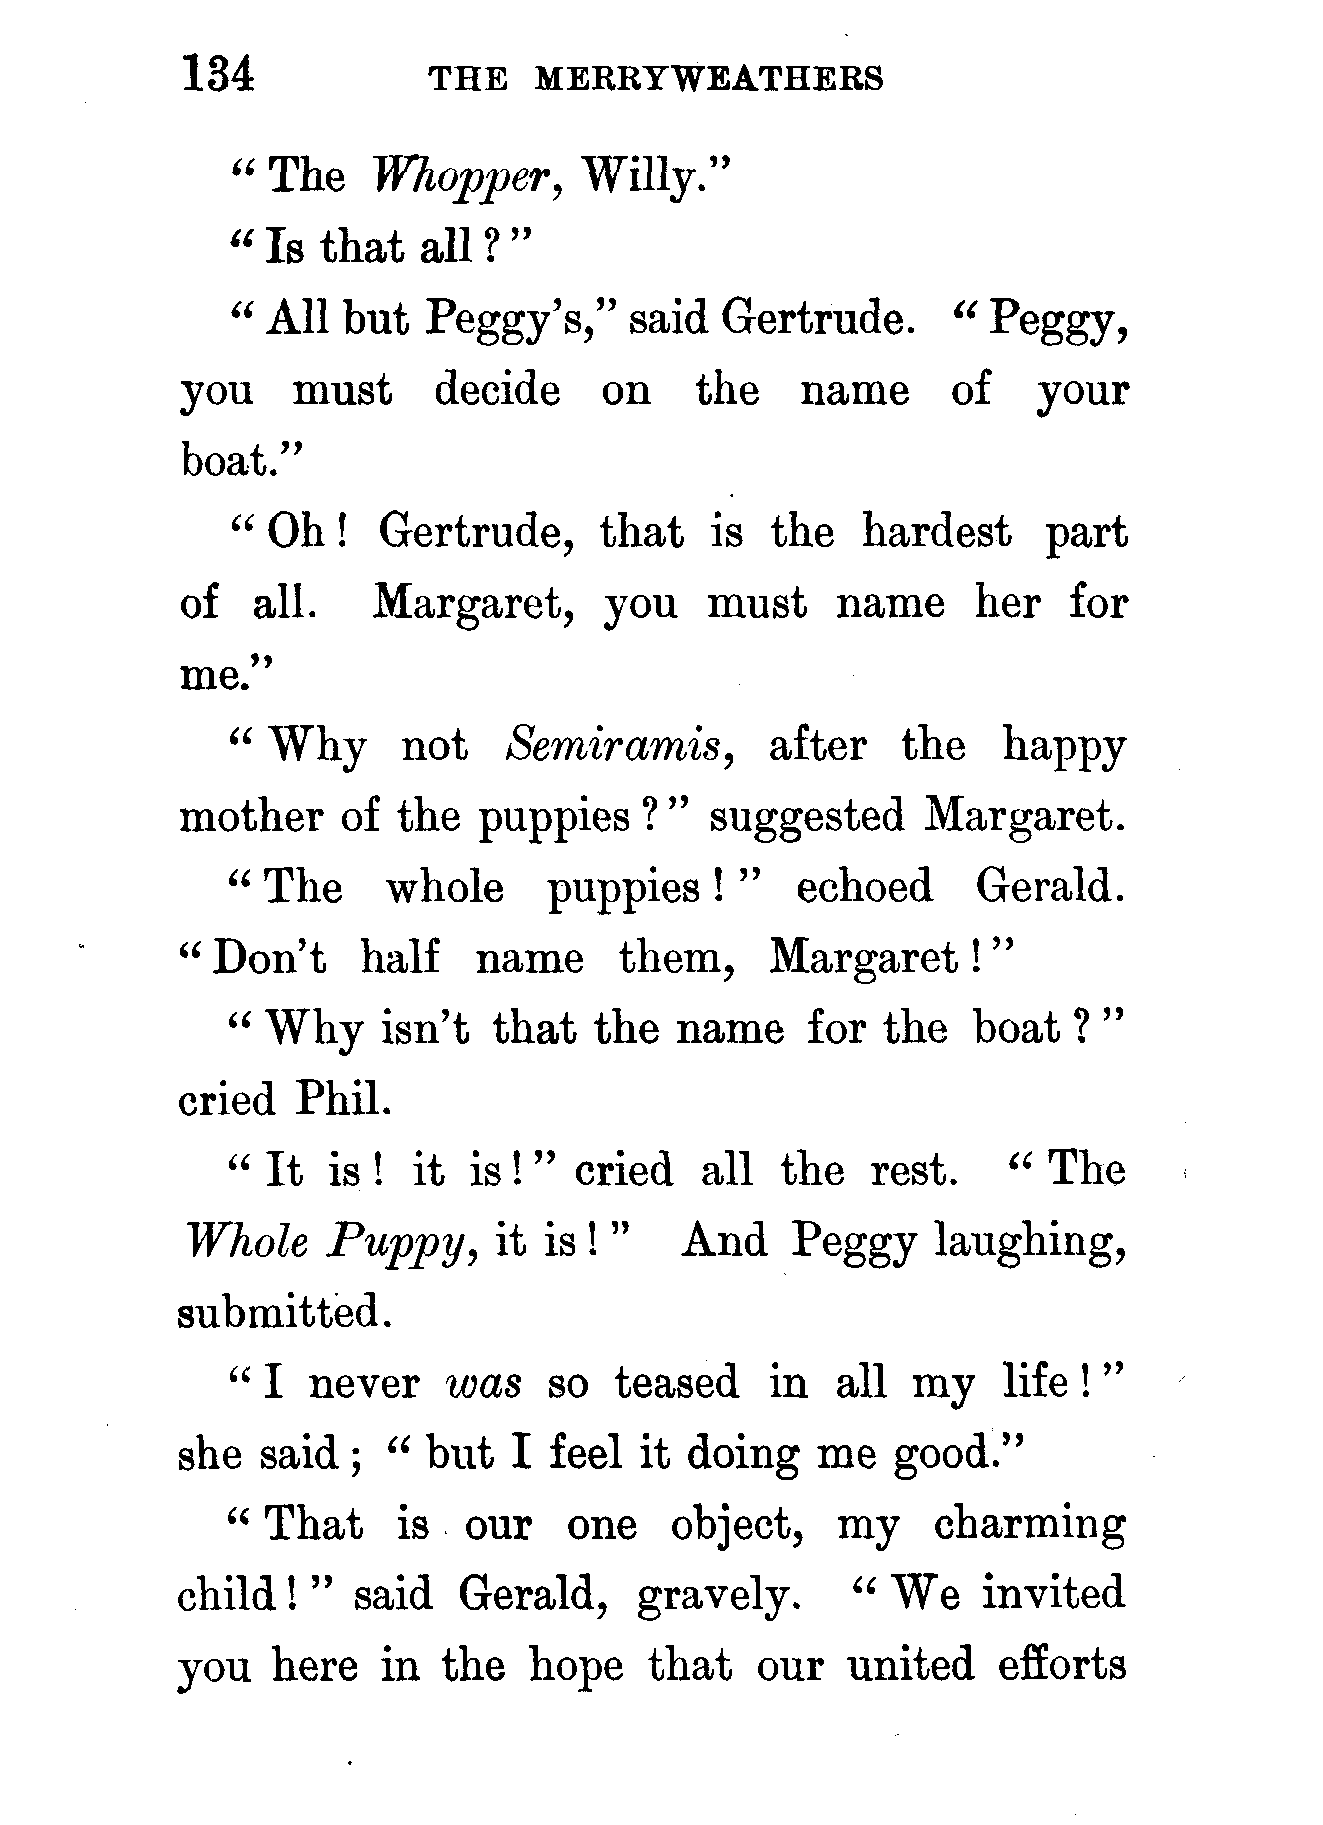 134 THE MERRYWEATHERS
“ The Whopper, Willy.”
“ Is that all ? ”
“ All but Peggy’s,” said Gertrude. “ Peggy,
you must decide on the name of your
boat.”
“ Oh ! Gertrude, that is the hardest part
of all. Margaret, you must name her for
me.”
“ Why not Semiramis, after the happy
mother of the puppies ? ” suggested Margaret.
“ The whole puppies ! ” echoed Gerald.
“ Don’t half name them, Margaret ! ”
“ Why isn’t that the name for the boat ? ”
cried Phil.
“ It is ! it is ! ” cried all the rest. “ The
Whole Puppy, it is ! ” And Peggy laughing,
submitted.
“ I never was so teased in all my life ! ”
she said ; “ but I feel it doing me good.”
“ That is our one object, my charming
child ! ” said Gerald, gravely. “ We invited
you here in the hope that our united efforts